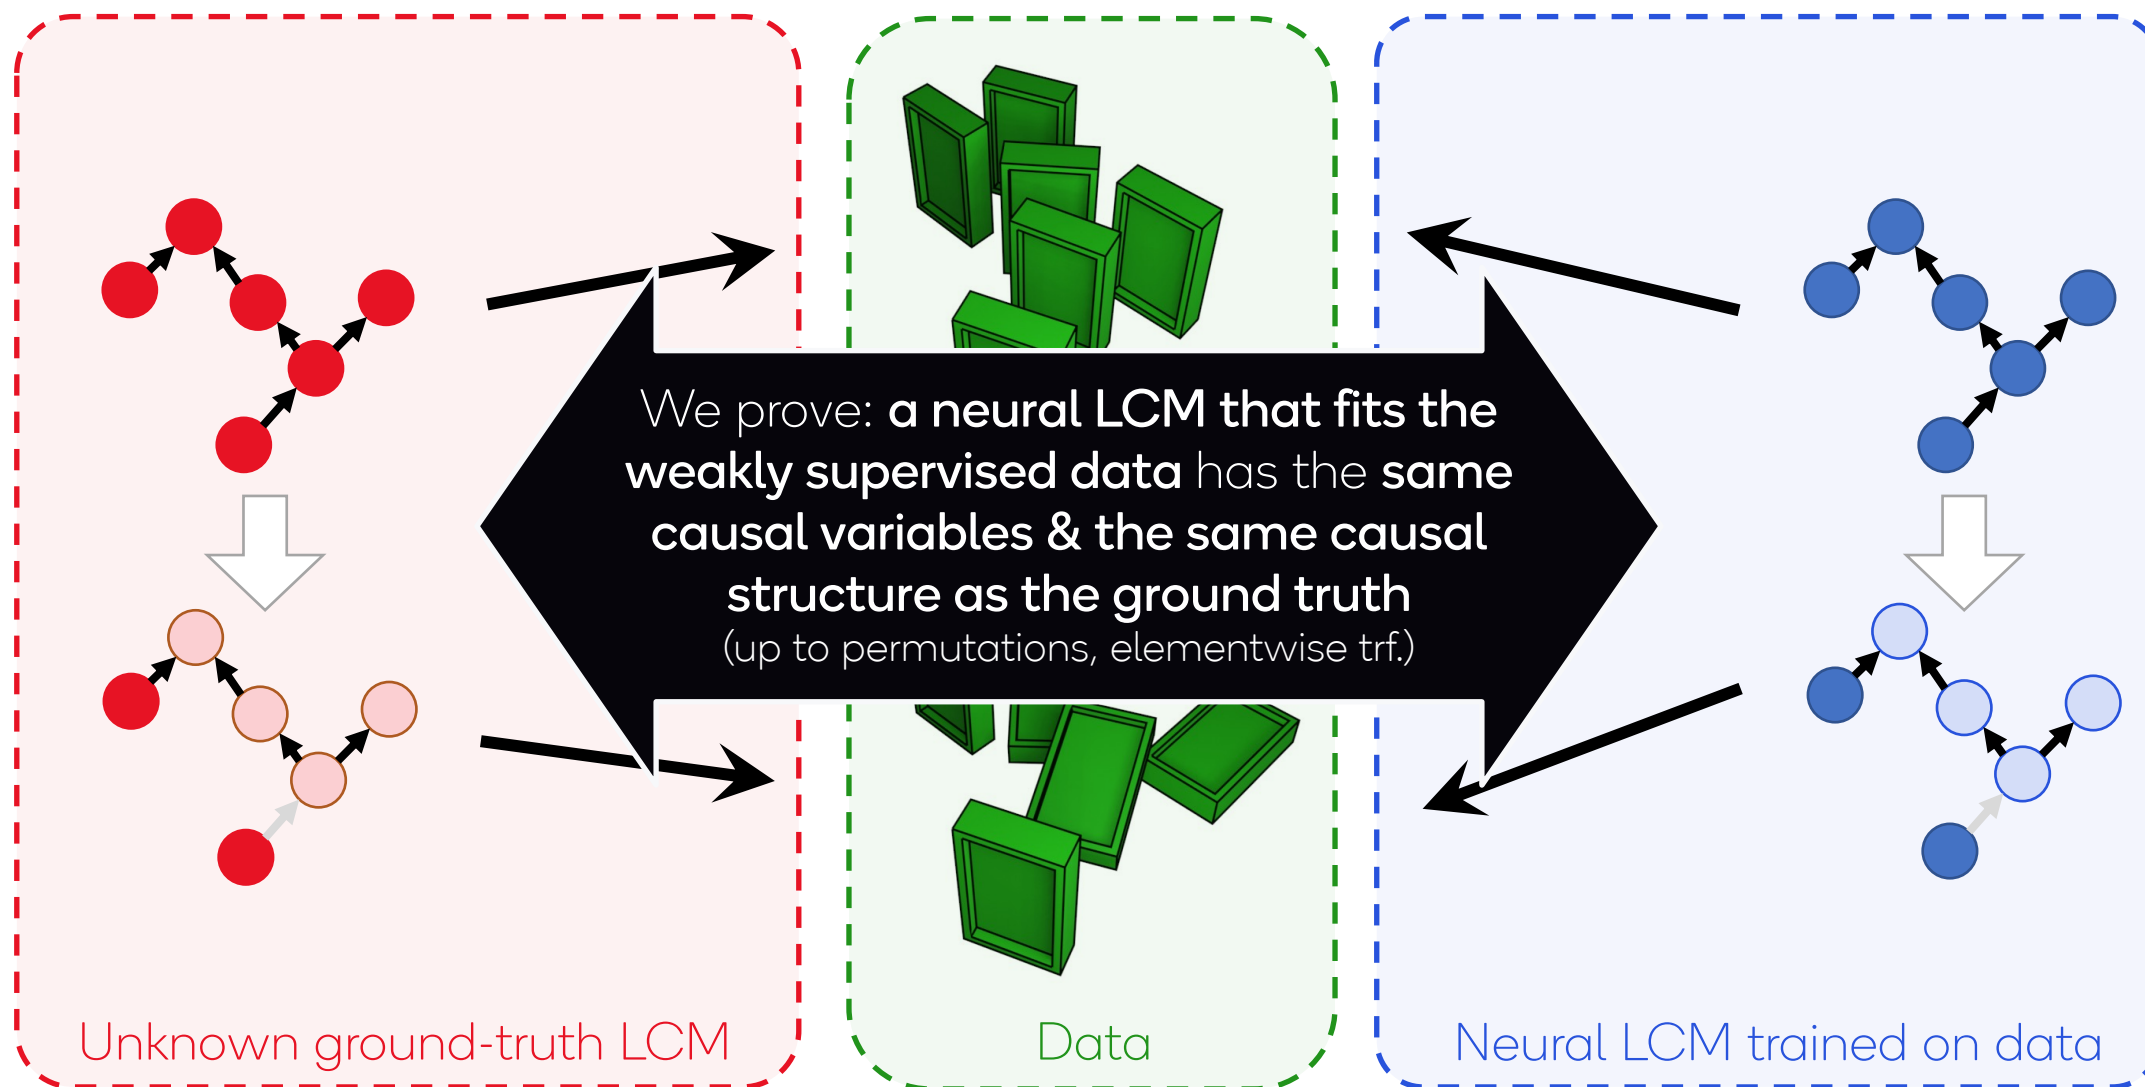 We prove: a neural LCM that fits the
weakly supervised data has the same
causal variables & the same causal
structure as the ground truth
(up to permutations, elementwise trf.)
Unknown ground-truth LCM
Data
Neural LCM trained on data